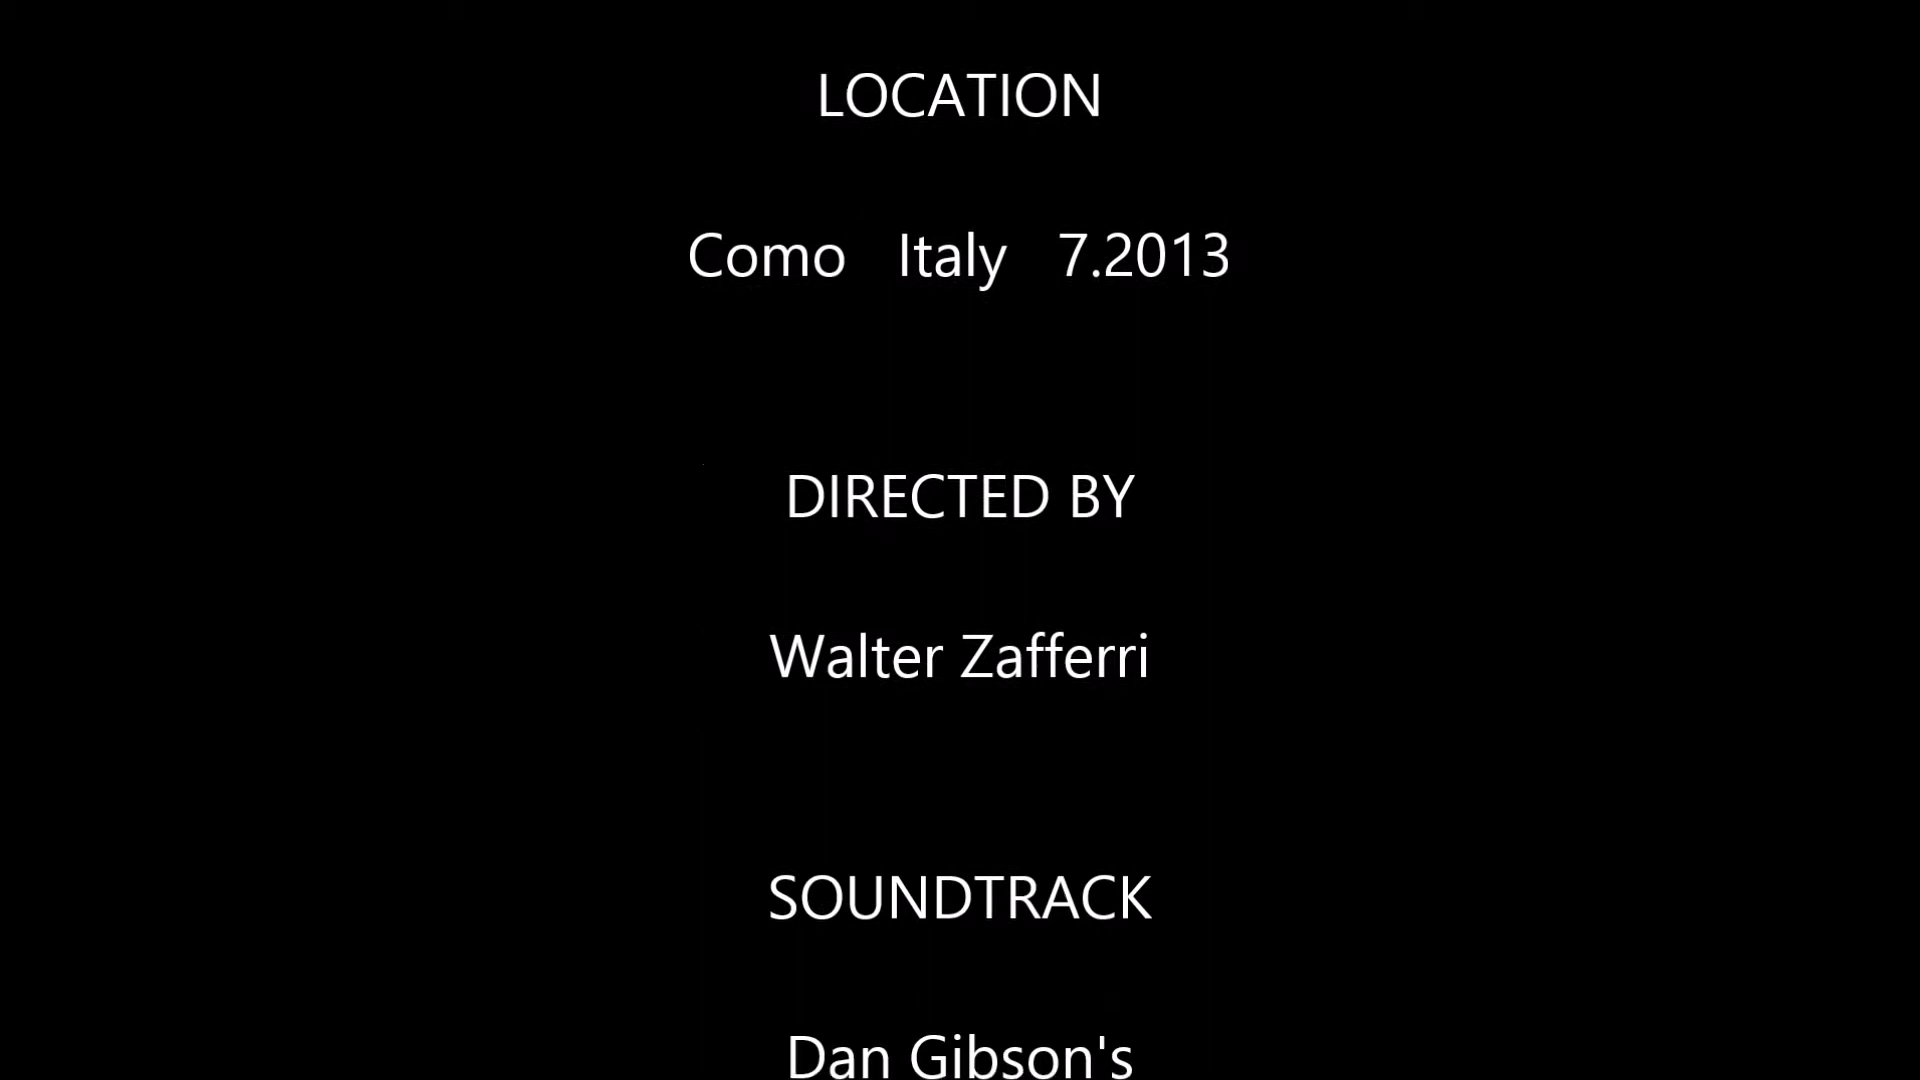 LOCATION
Como Italy 7.2013
DIRECTED BY
Walter Zafferri
SOUNDTRACK
Dan Gibson's